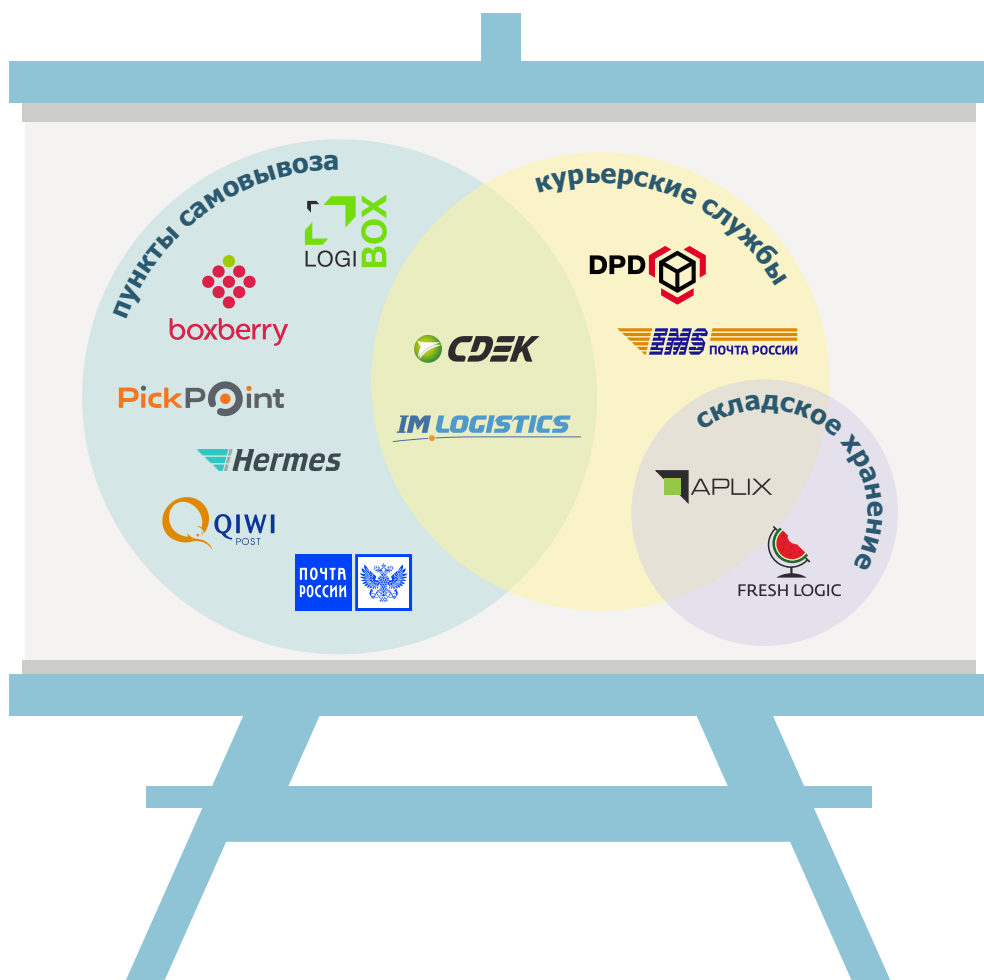 пункты самовывоза
LOGI
BOX
boxberry
PickPoint
Hermes
QIWI
POST
ПОЧТА
РОССИИ
CDEK
IM LOGISTICS
курьерские службы
DPD
EMS ПОЧТА РОССИИ
складское хранение
APLIX
FRESH LOGIC